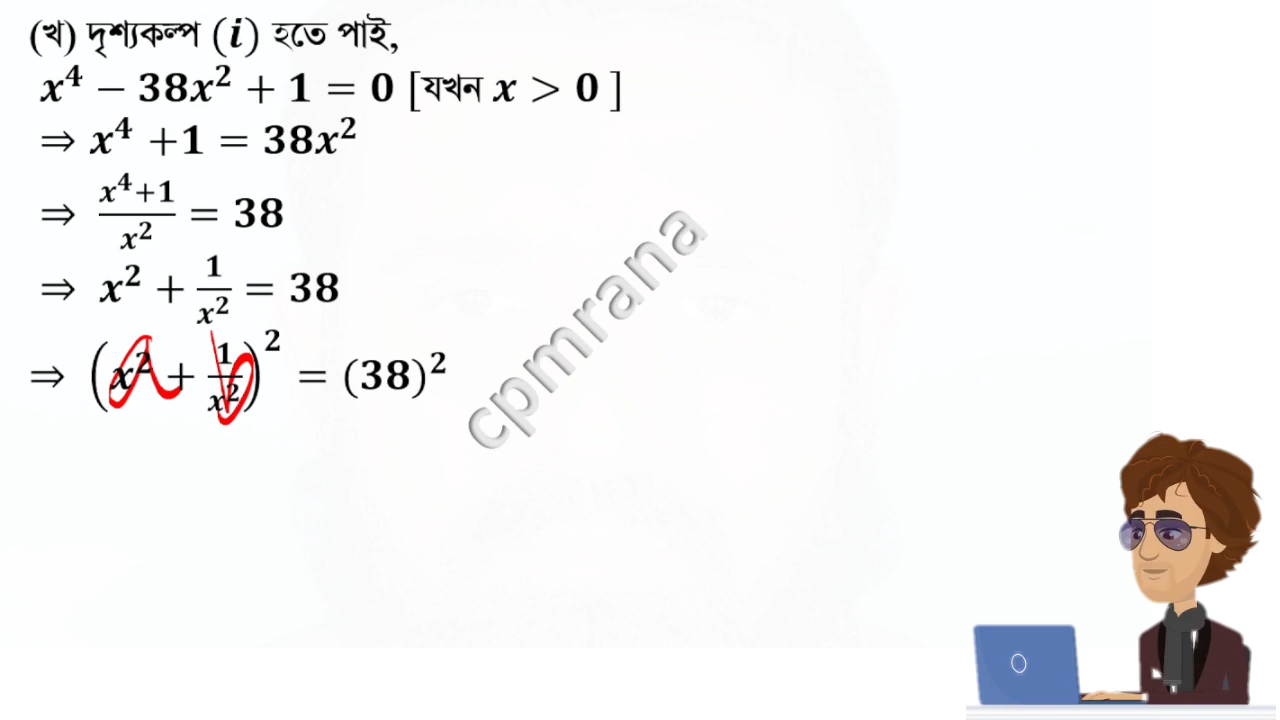 (খ) দৃশ্যকল্প (i) হতে পাই,
x⁴ − 38x² + 1 = 0 [যখন x > 0 ]
⇒ x⁴ +1 = 38x²
⇒ (x⁴+1)/x² = 38
⇒ x² + 1/x² = 38
⇒ (x² + 1/x²)² = (38)²
a b
cpmrana